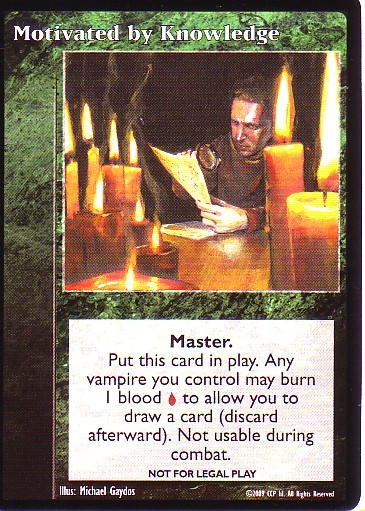 Motivated by Knowledge
Master.
Put this card in play. Any
vampire you control may burn
1 blood to allow you to
draw a card (discard
afterward). Not usable during
combat.
NOT FOR LEGAL PLAY
Illus: Michael Gaydos
©2009 CCP hf. All Rights Reserved